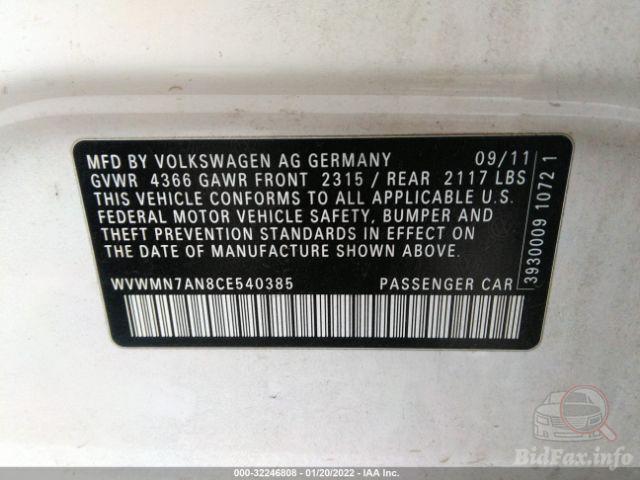 MFD BY VOLKSWAGEN AG GERMANY 09/11
GVWR 4366 GAWR FRONT 2315 / REAR 2117 LBS
THIS VEHICLE CONFORMS TO ALL APPLICABLE U.S.
FEDERAL MOTOR VEHICLE SAFETY, BUMPER AND
THEFT PREVENTION STANDARDS IN EFFECT ON
THE DATE OF MANUFACTURE SHOWN ABOVE.
WVWMN7AN8CE540385 PASSENGER CAR
3930009 10721
BidFax.info
000-32246808 - 01/20/2022 - IAA Inc.